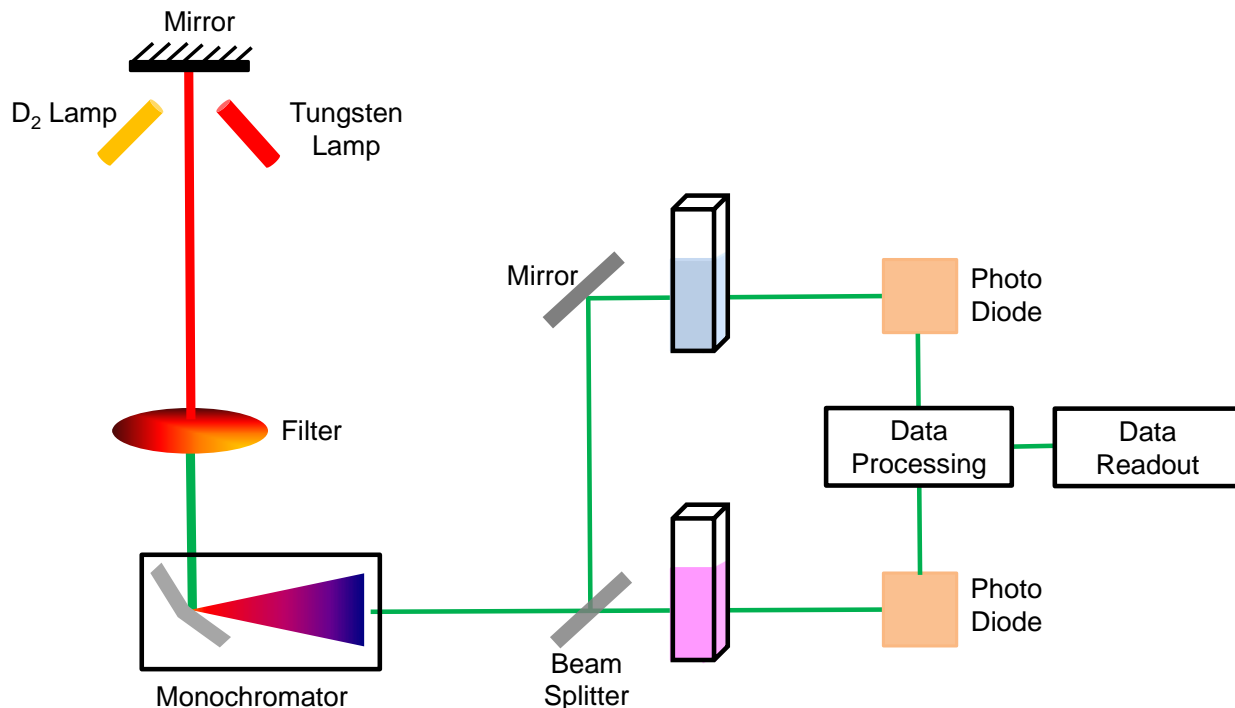 Mirror
D₂ Lamp
Tungsten
Lamp
Mirror
Photo
Diode
Filter
Data
Processing
Data
Readout
Photo
Diode
Beam
Splitter
Monochromator